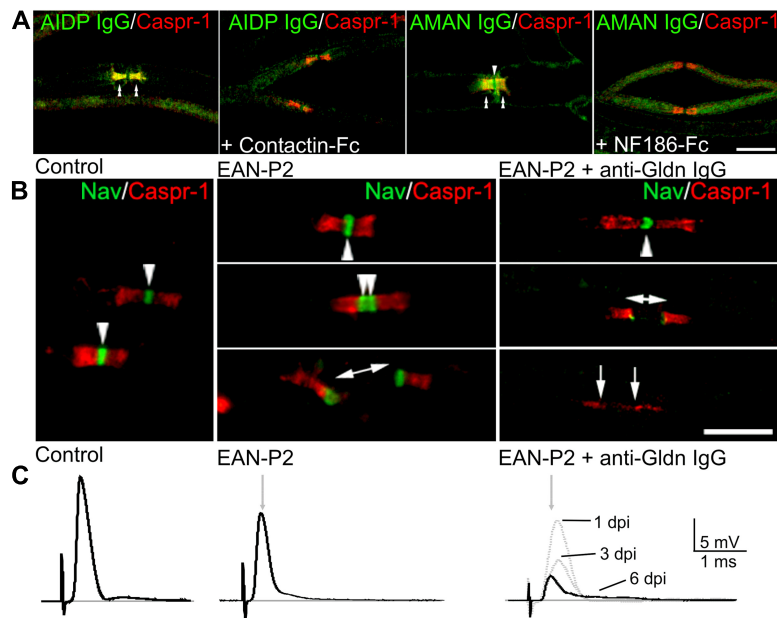 A
AIDP IgG/Caspr-1
AIDP IgG/Caspr-1
+ Contactin-Fc
AMAN IgG/Caspr-1
AMAN IgG/Caspr-1
+ NF186-Fc
Control
EAN-P2
EAN-P2 + anti-Gldn IgG
B
Nav/Caspr-1
Nav/Caspr-1
Nav/Caspr-1
Control
EAN-P2
EAN-P2 + anti-Gldn IgG
C
1 dpi
3 dpi
6 dpi
5 mV
1 ms